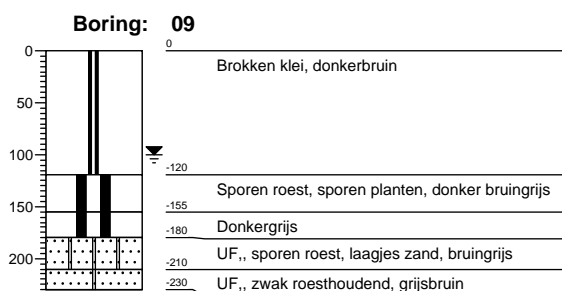 Boring: 09
0
0
Brokken klei, donkerbruin
50
100
-120
Sporen roest, sporen planten, donker bruingrijs
150
-155
Donkergrijs
-180
UF,, sporen roest, laagjes zand, bruingrijs
200
-210
UF,, zwak roesthoudend, grijsbruin
-230